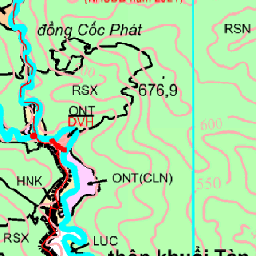 đồng Cốc Phát
RSN
RSX
676,9
ONT
DVH
600
HNK
ONT(CLN)
550
RSX
LUC
thôn khuổi Tàn